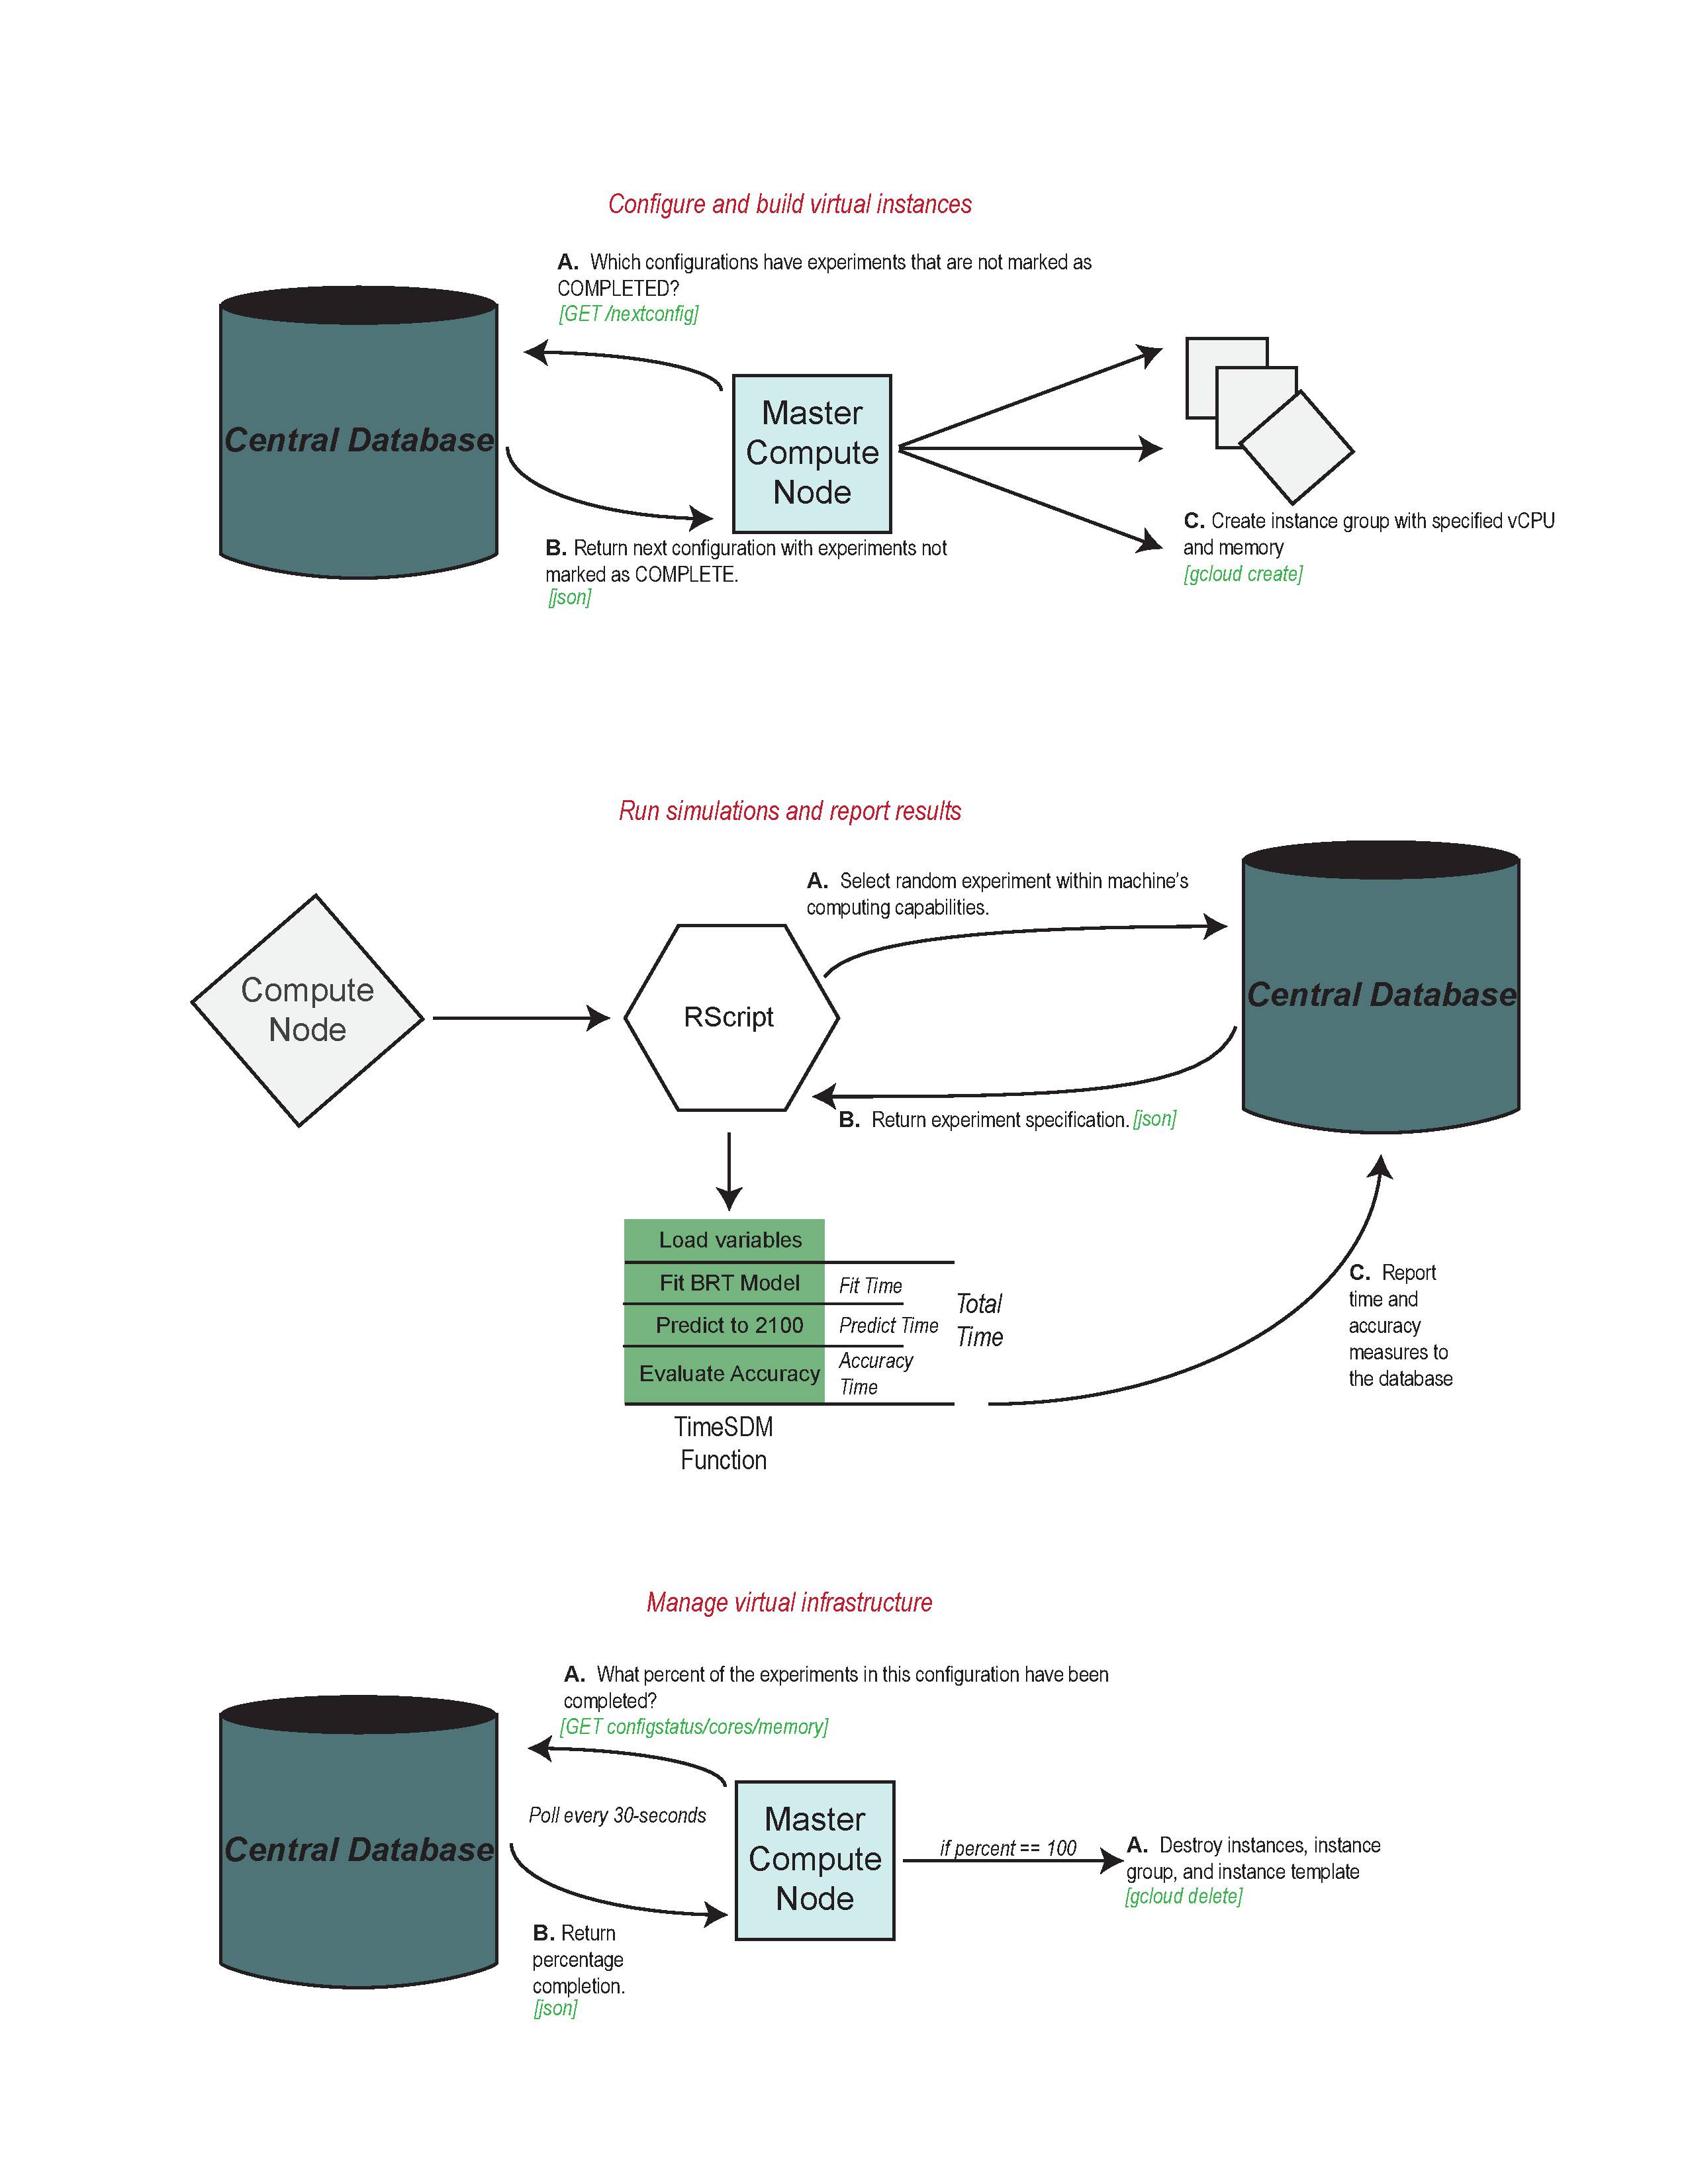 Configure and build virtual instances
A. Which configurations have experiments that are not marked as
COMPLETED?
[GET /nextconfig]
Central Database
Master
Compute
Node
B. Return next configuration with experiments not
marked as COMPLETE.
[json]
C. Create instance group with specified vCPU
and memory
[gcloud create]
Run simulations and report results
A. Select random experiment within machine's
computing capabilities.
Compute
Node
RScript
Central Database
B. Return experiment specification. [json]
Load variables
Fit BRT Model
Fit Time
Predict to 2100
Predict Time
Evaluate Accuracy
Accuracy
Time
Total
Time
TimeSDM
Function
C. Report
time and
accuracy
measures to
the database
Manage virtual infrastructure
A. What percent of the experiments in this configuration have been
completed?
[GET configstatus/cores/memory]
Poll every 30-seconds
Central Database
Master
Compute
Node
if percent == 100
A. Destroy instances, instance
group, and instance template
[gcloud delete]
B. Return
percentage
completion.
[json]